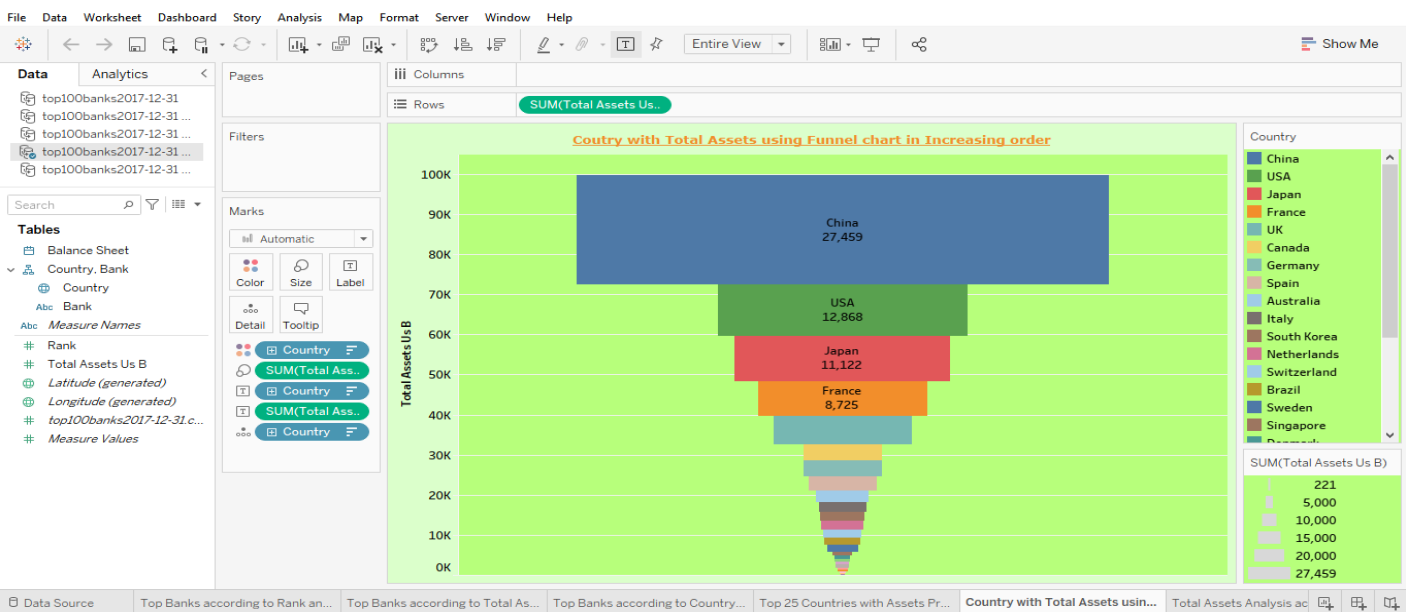 File Data Worksheet Dashboard Story Analysis Map Format Server Window Help
Entire View
Show Me
Data Analytics
top100banks2017-12-31
top100banks2017-12-31 ...
top100banks2017-12-31 ...
top100banks2017-12-31 ...
top100banks2017-12-31 ...
Search
Tables
Balance Sheet
Country, Bank
Country
Abc Bank
Abc Measure Names
Rank
Total Assets Us B
Latitude (generated)
Longitude (generated)
top100banks2017-12-31.c...
Measure Values
Pages
Filters
Marks
Automatic
Color Size Label
Detail Tooltip
Country
SUM(Total Ass..
Country
SUM(Total Ass..
Country
Columns
Rows SUM(Total Assets Us..
Coutry with Total Assets using Funnel chart in Increasing order
Total Assets Us B
100K
90K
80K
70K
60K
50K
40K
30K
20K
10K
0K
China
27,459
USA
12,868
Japan
11,122
France
8,725
Country
China
USA
Japan
France
UK
Canada
Germany
Spain
Australia
Italy
South Korea
Netherlands
Switzerland
Brazil
Sweden
Singapore
Denmark
SUM(Total Assets Us B)
221
5,000
10,000
15,000
20,000
27,459
Data Source Top Banks according to Rank an... Top Banks according to Total As... Top Banks according to Country... Top 25 Countries with Assets Pr... Country with Total Assets usin... Total Assets Analysis ac